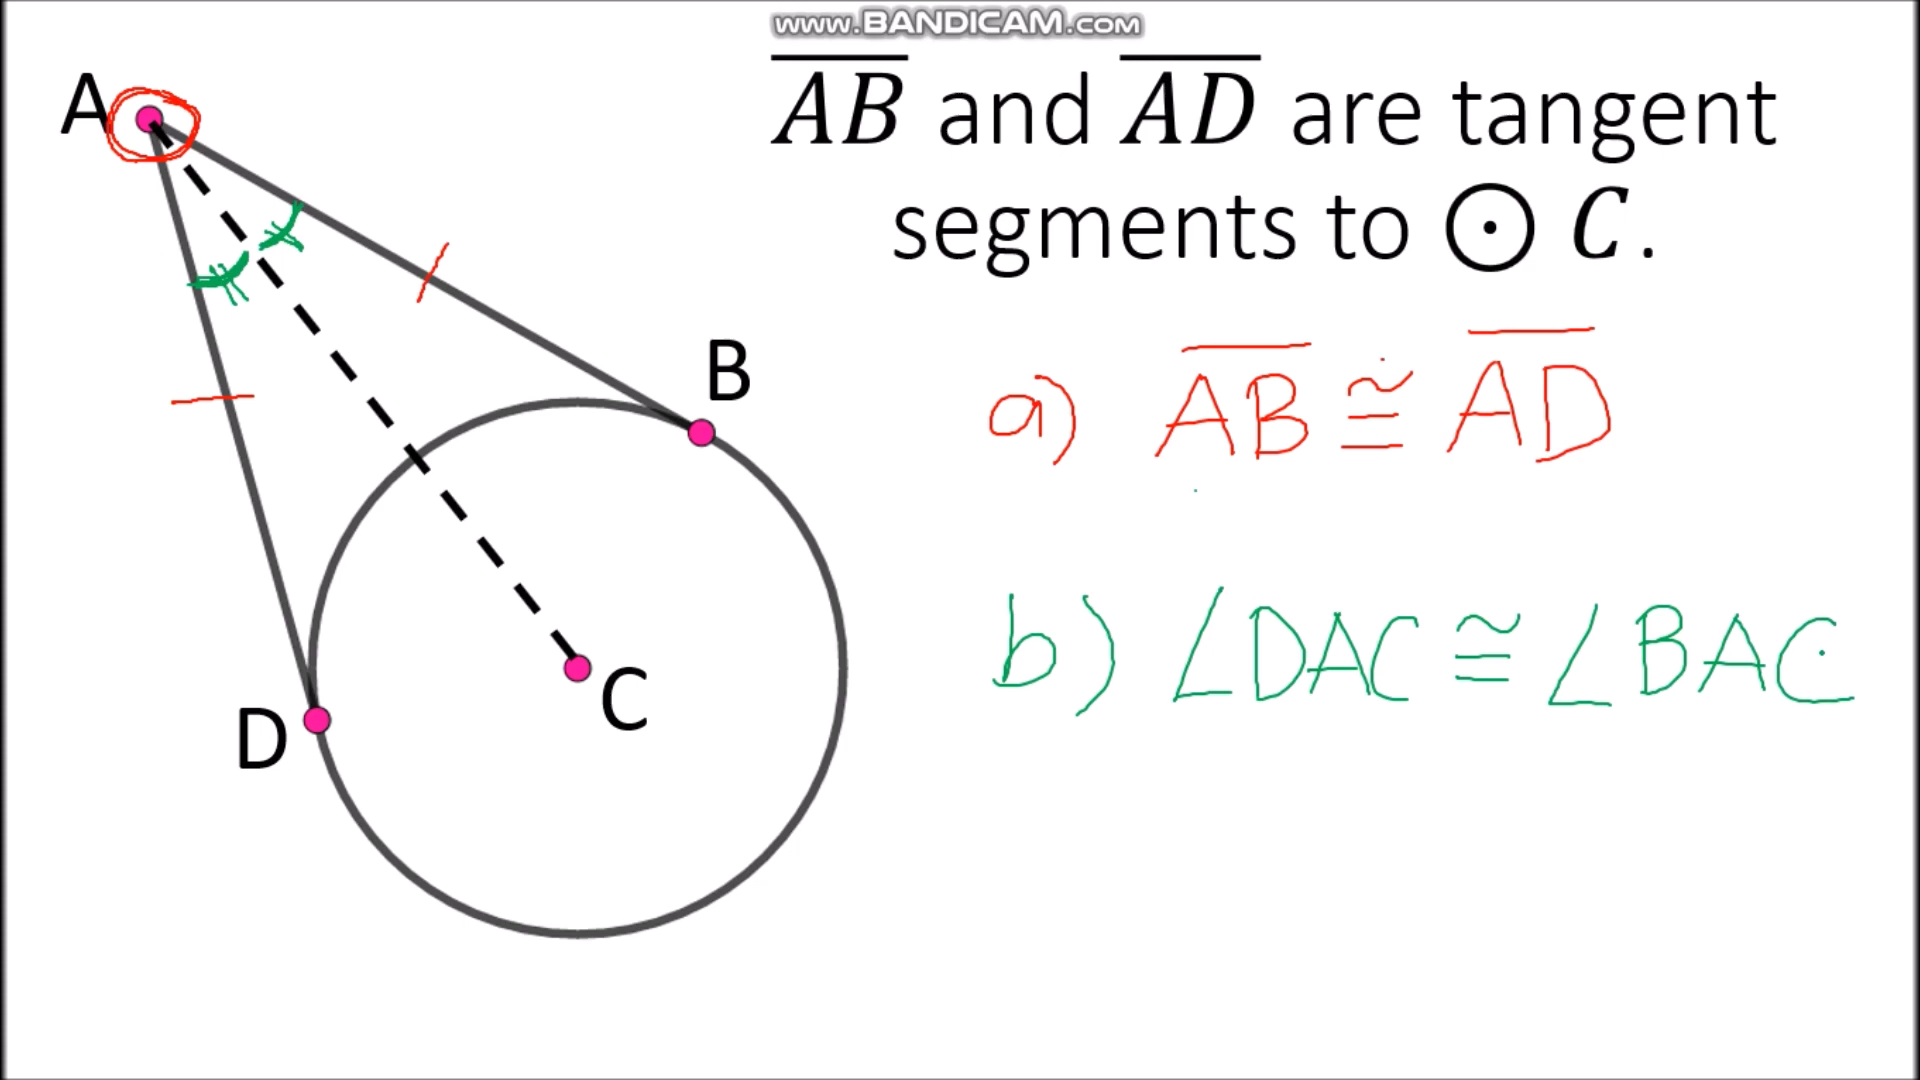 www.BANDICAM.com
A
B
C
D
AB and AD are tangent
segments to ⊙ C.
a) AB ≅ AD
b) ∠DAC ≅ ∠BAC